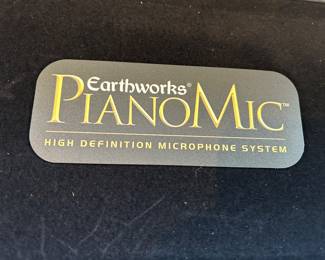 Earthworks®
PIANOMIC™
HIGH DEFINITION MICROPHONE SYSTEM